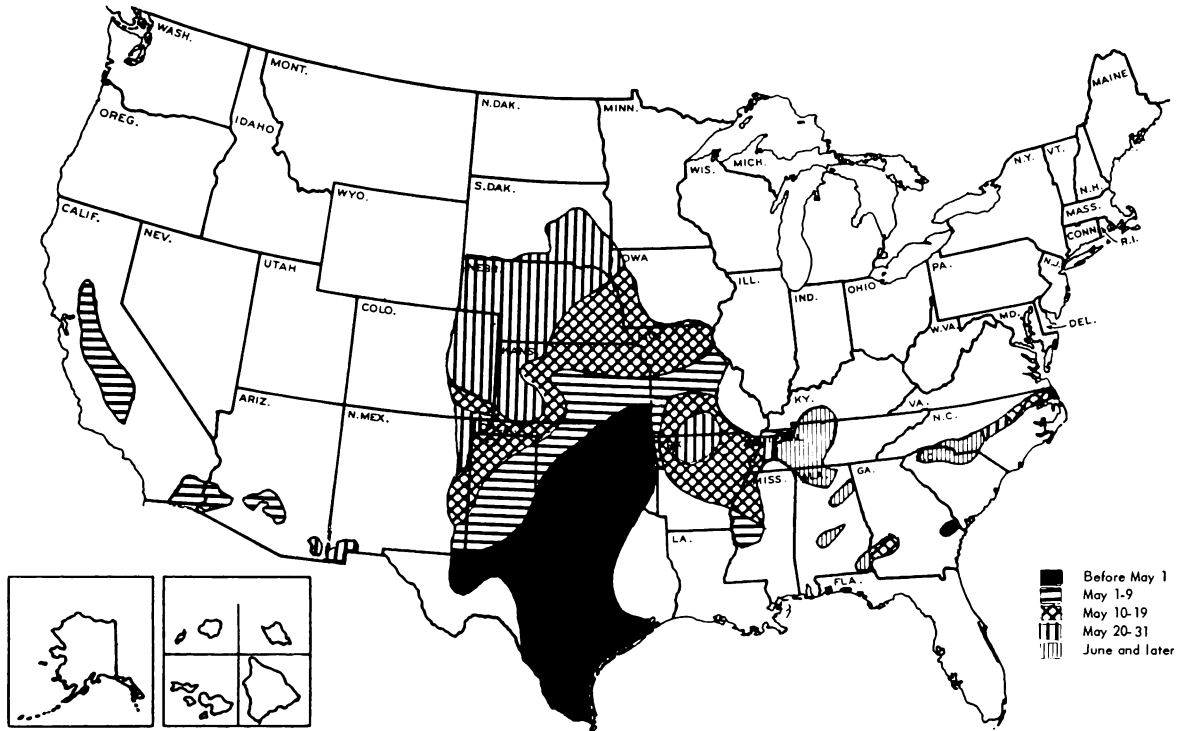 WASH.
MONT.
N.DAK.
MINN.
MAINE
OREG.
IDAHO
WIS.
MICH.
N.Y.
VT.
N.H.
S.DAK.
WYO.
MASS.
CALIF.
NEV.
CONN.
R.I.
UTAH
NEBR.
IOWA
ILL.
IND.
OHIO
PA.
N.J.
COLO.
W.VA.
MD.
DEL.
KANS.
ARIZ.
N.MEX.
KY.
VA.
N.C.
MISS.
GA.
LA.
FLA.
Before May 1
May 1-9
May 10-19
May 20-31
June and later